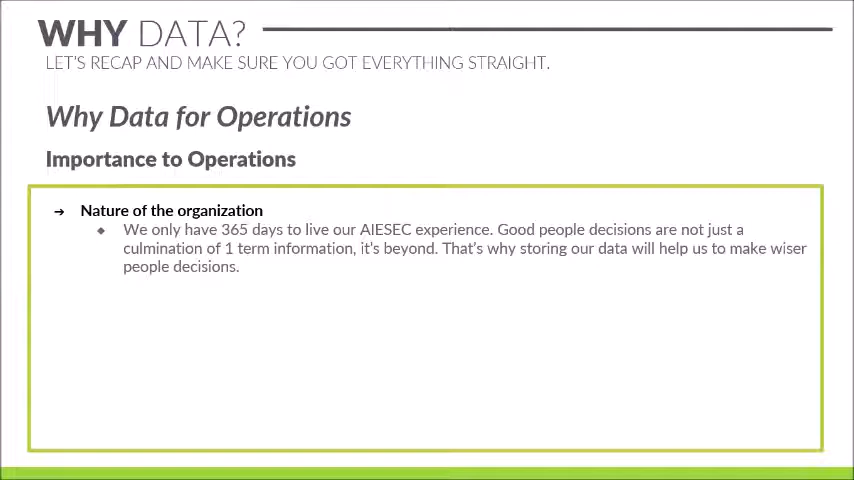 WHY DATA?
LET'S RECAP AND MAKE SURE YOU GOT EVERYTHING STRAIGHT.
Why Data for Operations
Importance to Operations
➔ Nature of the organization
◆ We only have 365 days to live our AIESEC experience. Good people decisions are not just a
culmination of 1 term information, it's beyond. That's why storing our data will help us to make wiser
people decisions.